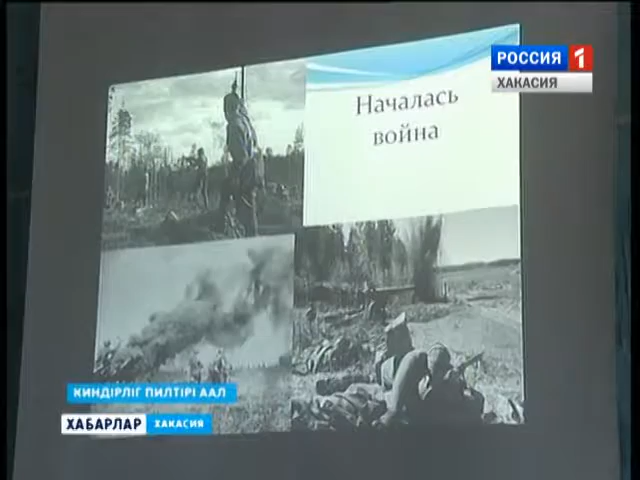 РОССИЯ 1
ХАКАСИЯ
Началась
война
КИНДІРЛІГ ПИЛТІРІ ААЛ
ХАБАРЛАР ХАКАСИЯ